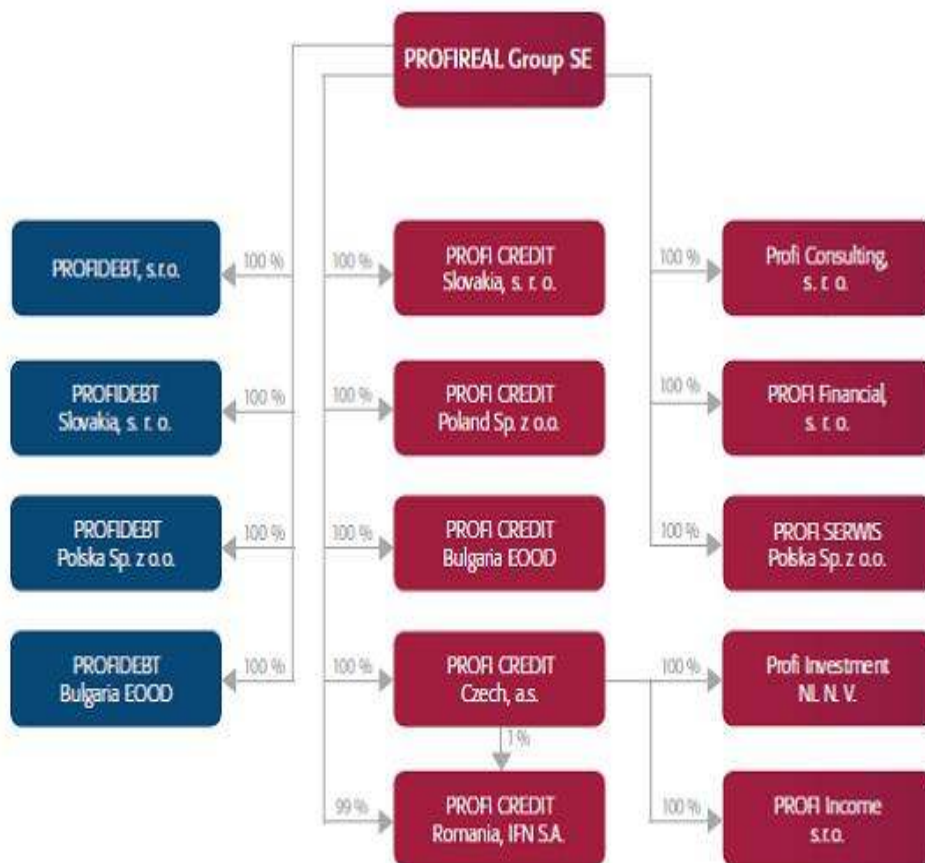 PROFIREAL Group SE
PROFIDEBT, s.r.o.
100 %
100 %
PROFI CREDIT
Slovakia, s. r. o.
100 %
Profi Consulting,
s. r. o.
PROFIDEBT
Slovakia, s. r. o.
100 %
100 %
PROFI CREDIT
Poland Sp. z o.o.
100 %
PROFI Financial,
s. r. o.
PROFIDEBT
Polska Sp. z o.o.
100 %
100 %
PROFI CREDIT
Bulgaria EOOD
100 %
PROFI SERWIS
Polska Sp. z o.o.
PROFIDEBT
Bulgaria EOOD
100 %
100 %
PROFI CREDIT
Czech, a.s.
100 %
Profi Investment
NL N. V.
1 %
99 %
PROFI CREDIT
Romania, IFN S.A.
100 %
PROFI Income
s.r.o.